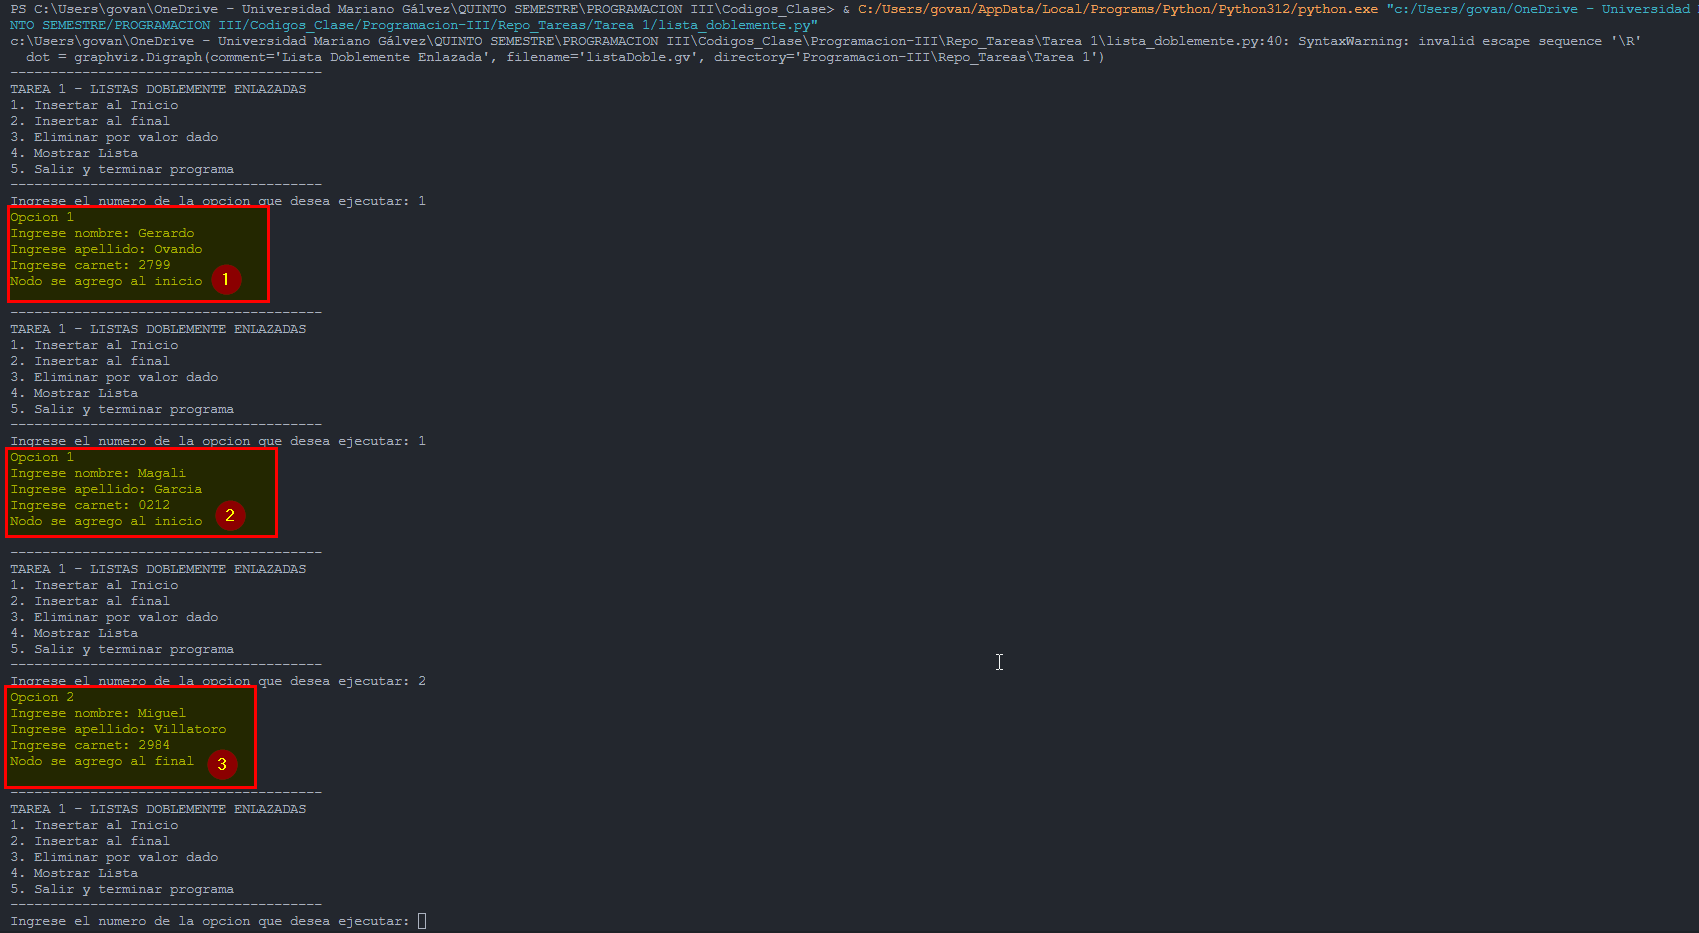 PS C:\Users\govan\OneDrive - Universidad Mariano Gálvez\QUINTO SEMESTRE\PROGRAMACION III\Codigos_Clase> & C:/Users/govan/AppData/Local/Programs/Python/Python312/python.exe "c:/Users/govan/OneDrive - Universidad
NTO SEMESTRE/PROGRAMACION III/Codigos_Clase/Programacion-III/Repo_Tareas/Tarea 1/lista_doblemente.py"
c:\Users\govan\OneDrive - Universidad Mariano Gálvez\QUINTO SEMESTRE\PROGRAMACION III\Codigos_Clase\Programacion-III\Repo_Tareas\Tarea 1\lista_doblemente.py:40: SyntaxWarning: invalid escape sequence '\R'
dot = graphviz.Digraph(comment='Lista Doblemente Enlazada', filename='listaDoble.gv', directory='Programacion-III\Repo_Tareas\Tarea 1')
---------------------------------------
TAREA 1 - LISTAS DOBLEMENTE ENLAZADAS
1. Insertar al Inicio
2. Insertar al final
3. Eliminar por valor dado
4. Mostrar Lista
5. Salir y terminar programa
---------------------------------------
Ingrese el numero de la opcion que desea ejecutar: 1
Opcion 1
Ingrese nombre: Gerardo
Ingrese apellido: Ovando
Ingrese carnet: 2799
Nodo se agrego al inicio 1
---------------------------------------
TAREA 1 - LISTAS DOBLEMENTE ENLAZADAS
1. Insertar al Inicio
2. Insertar al final
3. Eliminar por valor dado
4. Mostrar Lista
5. Salir y terminar programa
---------------------------------------
Ingrese el numero de la opcion que desea ejecutar: 1
Opcion 1
Ingrese nombre: Magali
Ingrese apellido: Garcia
Ingrese carnet: 0212
Nodo se agrego al inicio 2
---------------------------------------
TAREA 1 - LISTAS DOBLEMENTE ENLAZADAS
1. Insertar al Inicio
2. Insertar al final
3. Eliminar por valor dado
4. Mostrar Lista
5. Salir y terminar programa
---------------------------------------
Ingrese el numero de la opcion que desea ejecutar: 2
Opcion 2
Ingrese nombre: Miguel
Ingrese apellido: Villatoro
Ingrese carnet: 2984
Nodo se agrego al final 3
---------------------------------------
TAREA 1 - LISTAS DOBLEMENTE ENLAZADAS
1. Insertar al Inicio
2. Insertar al final
3. Eliminar por valor dado
4. Mostrar Lista
5. Salir y terminar programa
---------------------------------------
Ingrese el numero de la opcion que desea ejecutar: